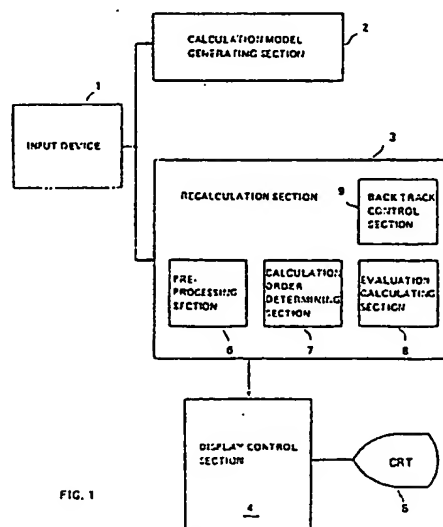 1
INPUT DEVICE
CALCULATION MODEL
GENERATING SECTION
2
3
RECALCULATION SECTION
9
BACK TRACK
CONTROL
SECTION
PRE-
PROCESSING
SECTION
6
CALCULATION
ORDER
DETERMINING
SECTION
7
EVALUATION
CALCULATING
SECTION
8
DISPLAY CONTROL
SECTION
4
CRT
5
FIG. 1